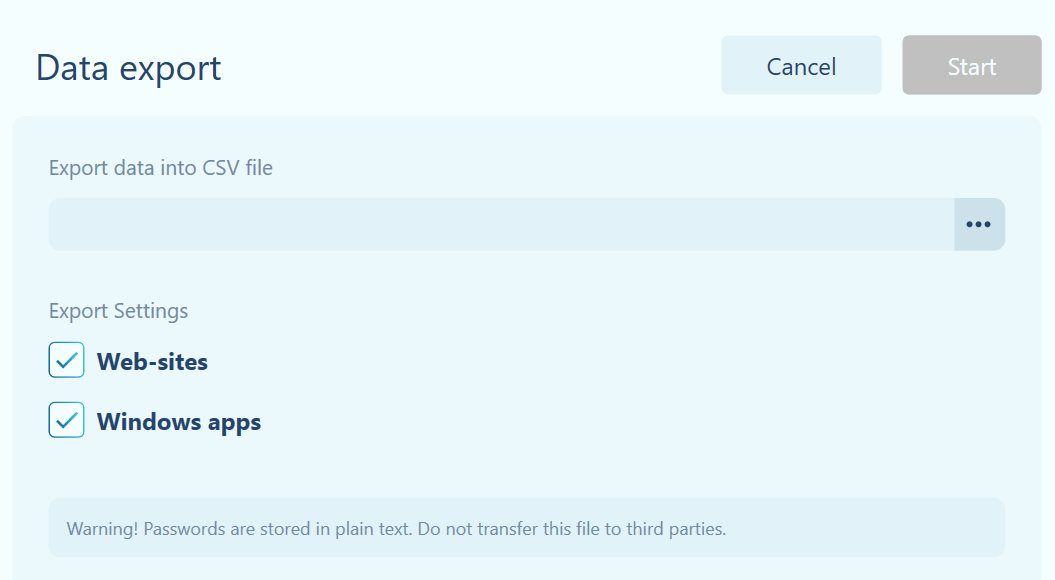 Data export
Cancel
Start
Export data into CSV file
Export Settings
Web-sites
Windows apps
Warning! Passwords are stored in plain text. Do not transfer this file to third parties.